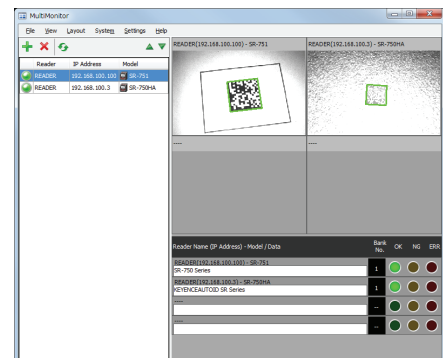 MultiMonitor
File View Layout System Settings Help
Reader IP Address Model
READER 192.168.100.100 SR-751
READER 192.168.100.3 SR-750HA
READER(192.168.100.100) - SR-751
READER(192.168.100.3) - SR-750HA
----
----
Reader Name (IP Address) - Model / Data Bank No. OK NG ERR
READER(192.168.100.100) - SR-751
SR-750 Series
1
READER(192.168.100.3) - SR-750HA
KEYENCEAUTOID SR Series
1
----
--
----
--